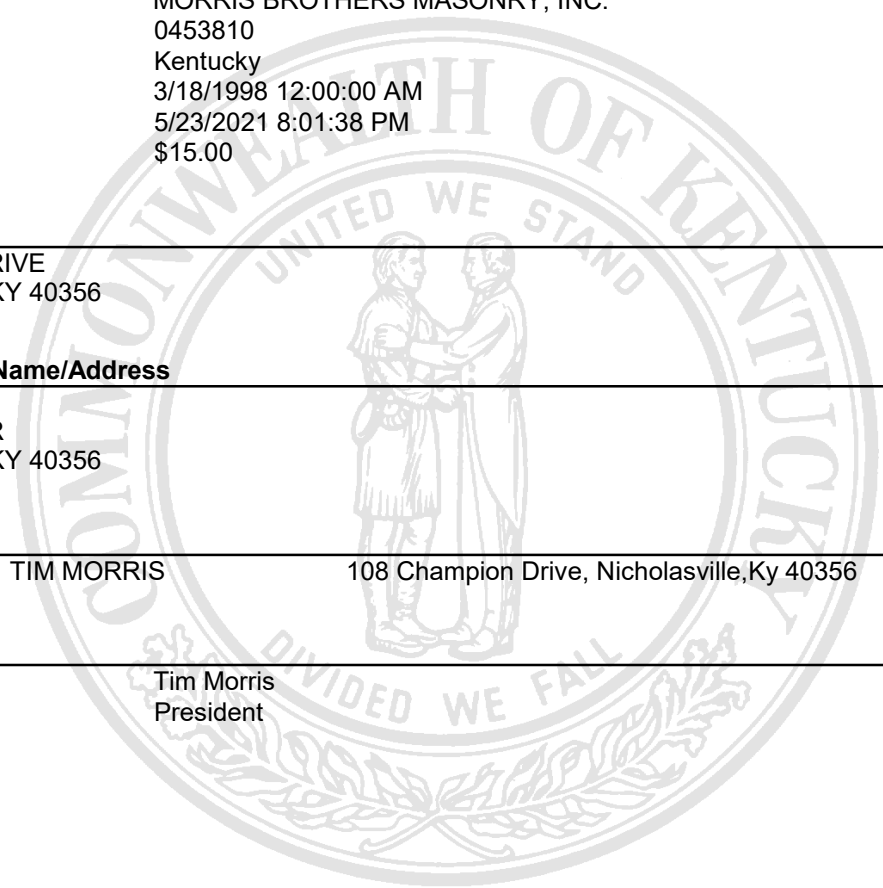 MORRIS BROTHERS MASONRY, INC.
0453810
Kentucky
3/18/1998 12:00:00 AM
5/23/2021 8:01:38 PM
$15.00
RIVE
KY 40356
Name/Address
R
KY 40356
TIM MORRIS 108 Champion Drive, Nicholasville,Ky 40356
Tim Morris
President
COMMONWEALTH OF KENTUCKY
UNITED WE STAND
DIVIDED WE FALL